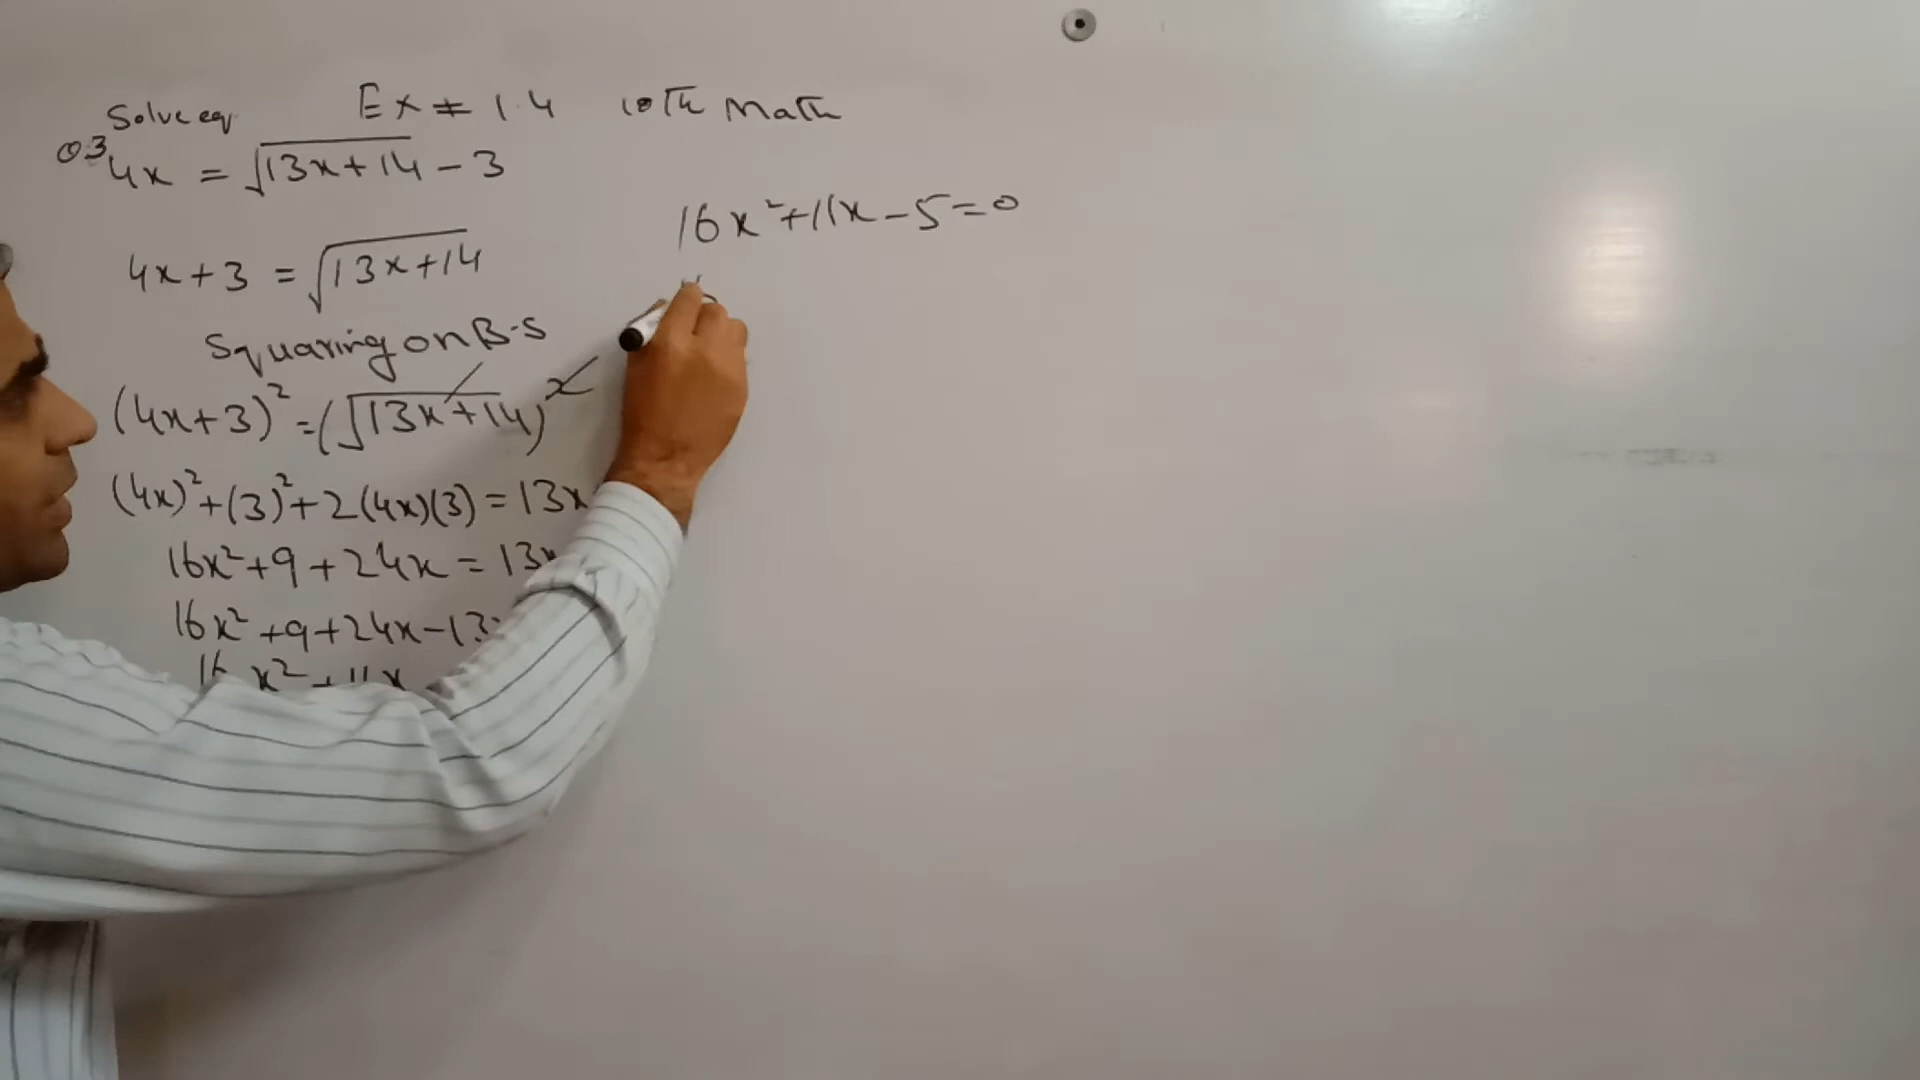 Solve eq Ex ≠ 1.4 10th Math
Q3 4x = √13x+14 - 3
4x+3 = √13x+14
Squaring on B.S
(4x+3)² = (√13x+14)²
(4x)²+(3)²+2(4x)(3) = 13x
16x²+9+24x = 13x
16x²+9+24x-13
16x²+11x
16x²+11x-5=0